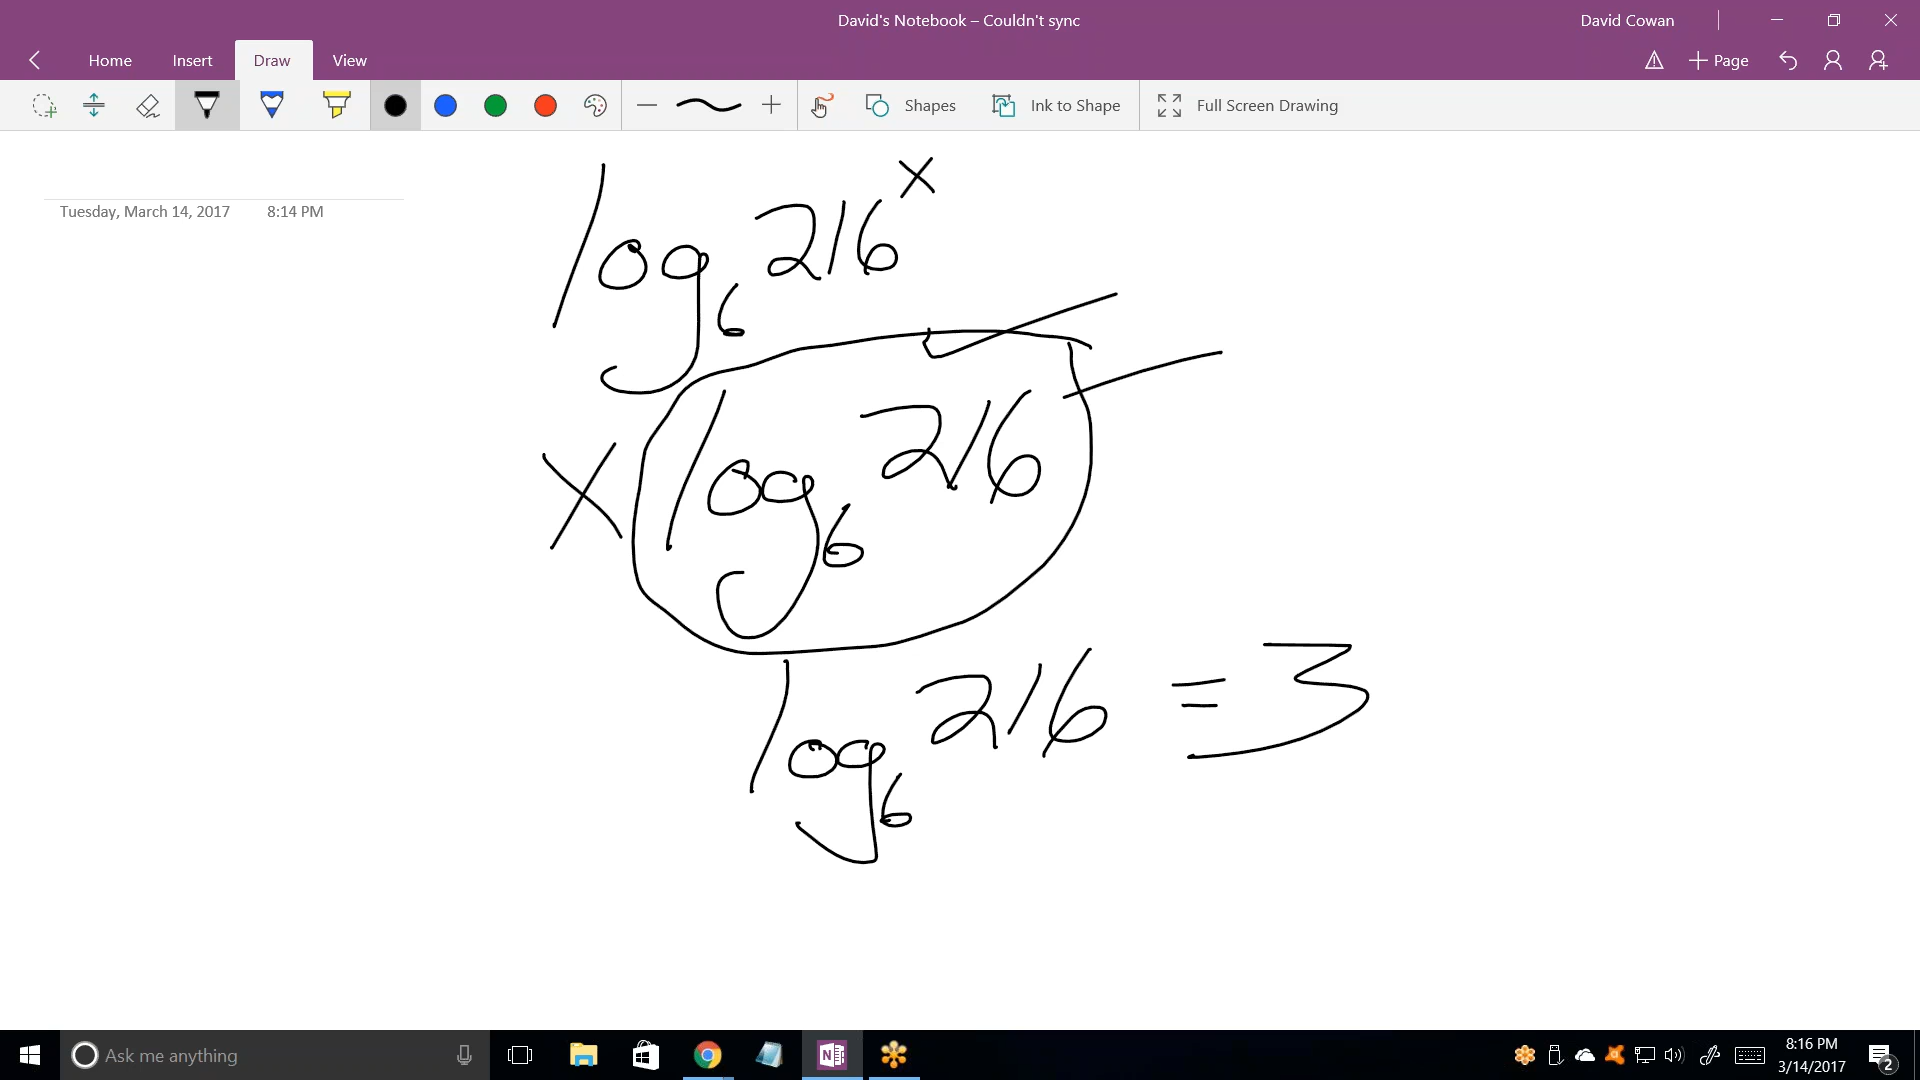 David's Notebook – Couldn't sync
David Cowan
Home Insert Draw View
Page
Shapes Ink to Shape Full Screen Drawing
Tuesday, March 14, 2017 8:14 PM
log₆ 216ˣ
x log₆ 216
log₆ 216 = 3
Ask me anything
N
8:16 PM
3/14/2017
2